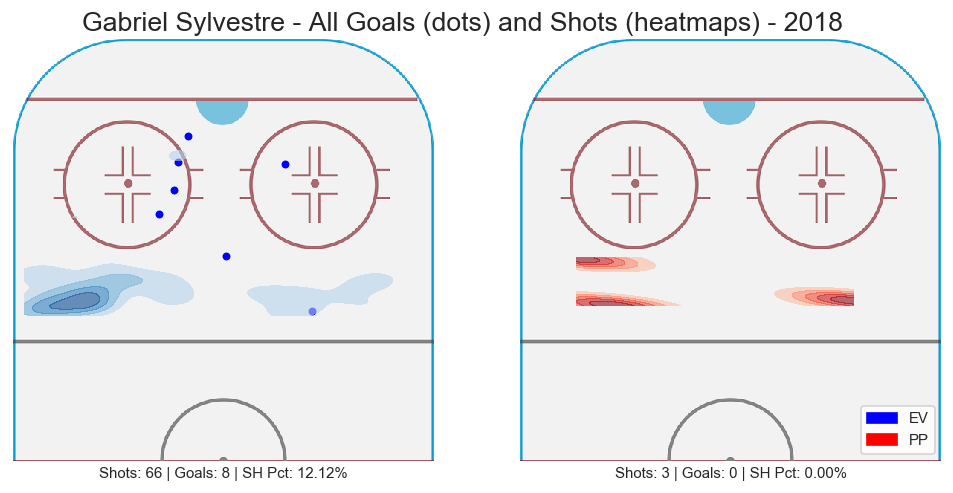 Gabriel Sylvestre - All Goals (dots) and Shots (heatmaps) - 2018
EV
PP
Shots: 66 | Goals: 8 | SH Pct: 12.12%
Shots: 3 | Goals: 0 | SH Pct: 0.00%